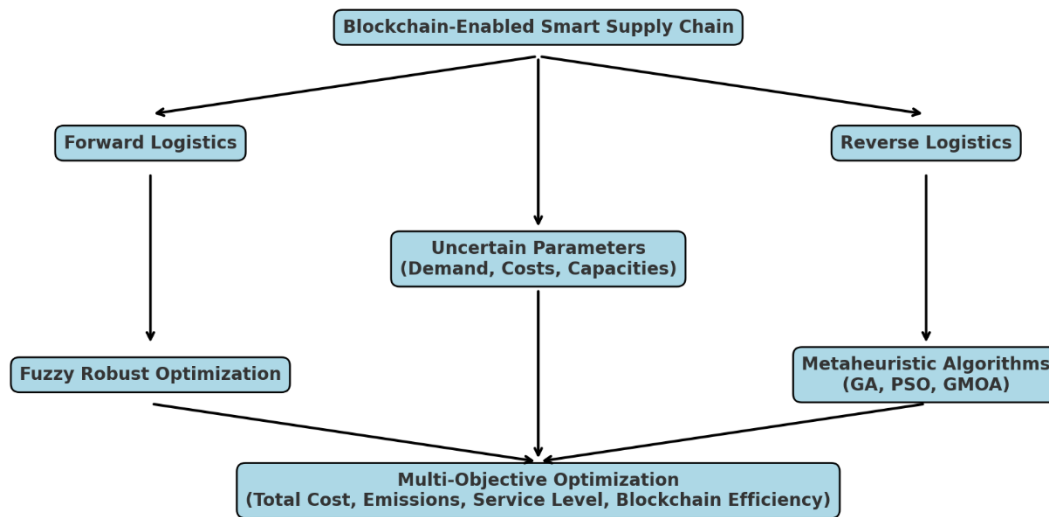 Blockchain-Enabled Smart Supply Chain
Forward Logistics
Reverse Logistics
Uncertain Parameters
(Demand, Costs, Capacities)
Fuzzy Robust Optimization
Metaheuristic Algorithms
(GA, PSO, GMOA)
Multi-Objective Optimization
(Total Cost, Emissions, Service Level, Blockchain Efficiency)